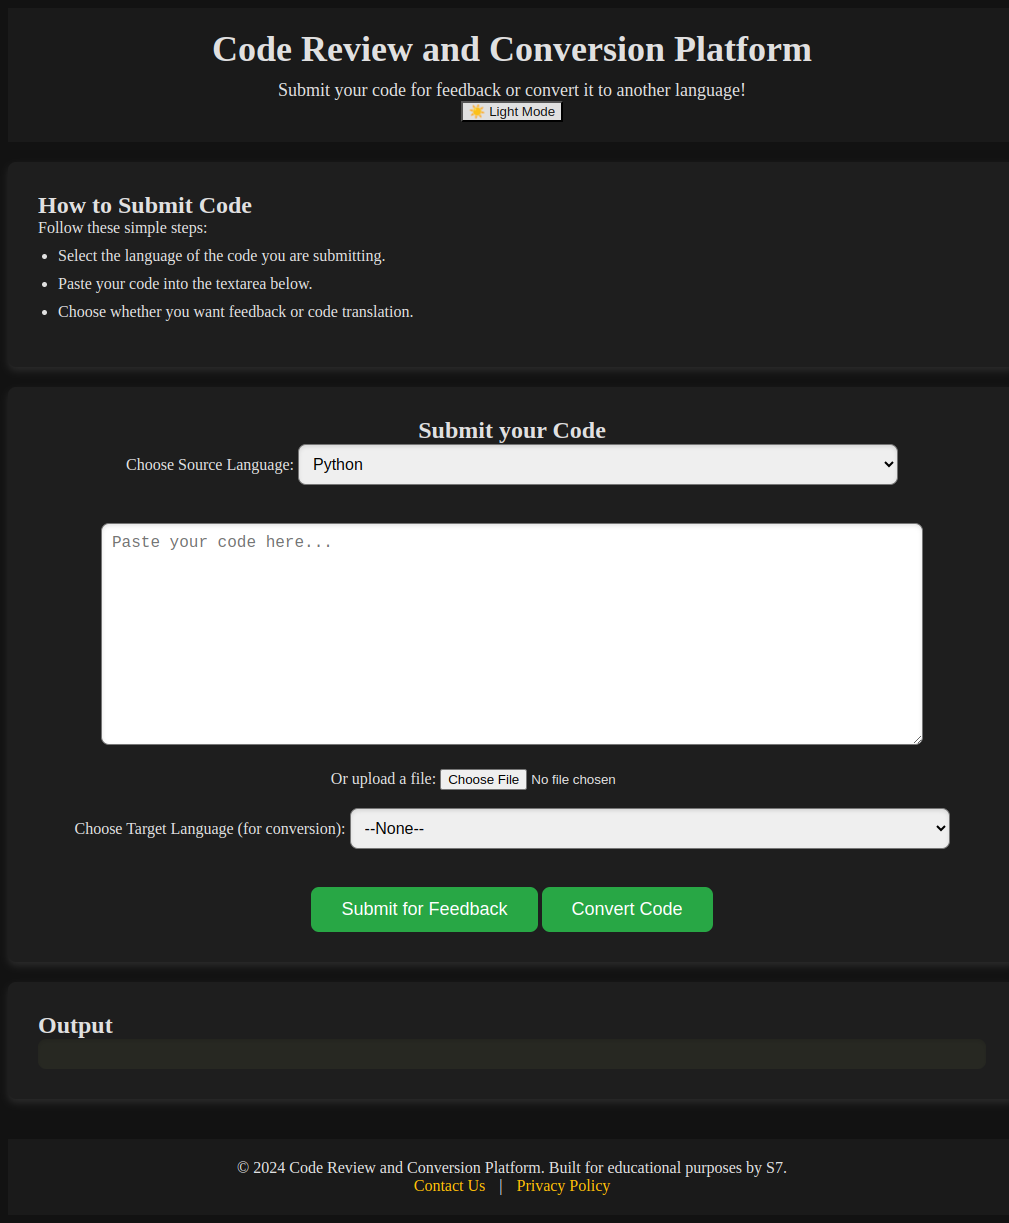 Code Review and Conversion Platform
Submit your code for feedback or convert it to another language!
☀️ Light Mode
How to Submit Code
Follow these simple steps:
• Select the language of the code you are submitting.
• Paste your code into the textarea below.
• Choose whether you want feedback or code translation.
Submit your Code
Choose Source Language: Python
Paste your code here...
Or upload a file: Choose File No file chosen
Choose Target Language (for conversion): --None--
Submit for Feedback Convert Code
Output
© 2024 Code Review and Conversion Platform. Built for educational purposes by S7.
Contact Us | Privacy Policy